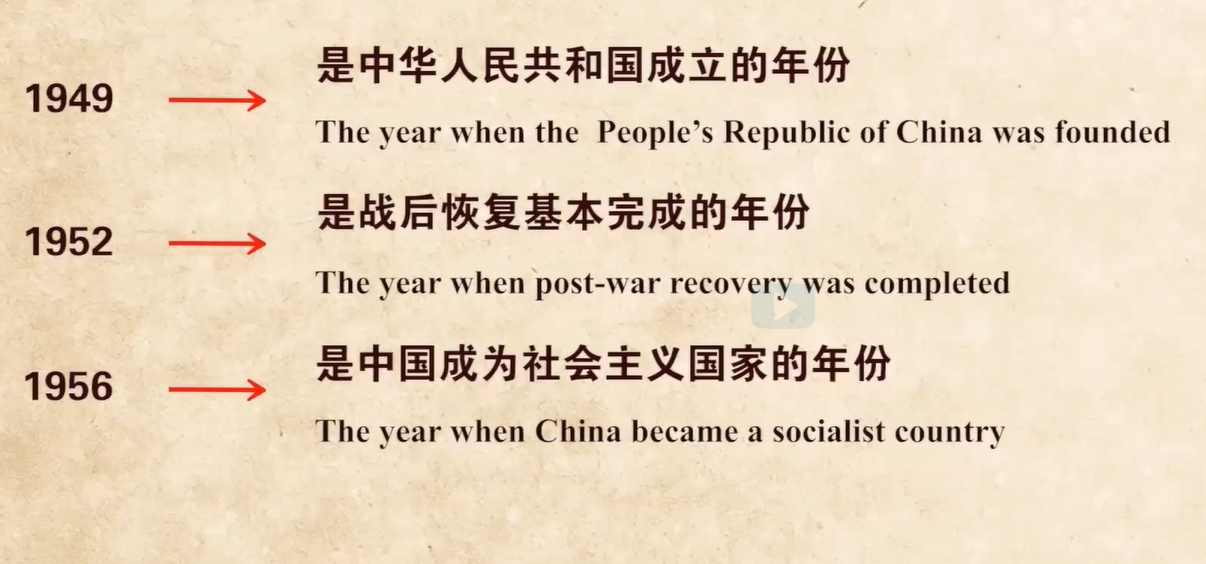 1949
是中华人民共和国成立的年份
The year when the  People’s Republic of China was founded
1952
是战后恢复基本完成的年份
The year when post-war recovery was completed
1956
是中国成为社会主义国家的年份
The year when China became a socialist country